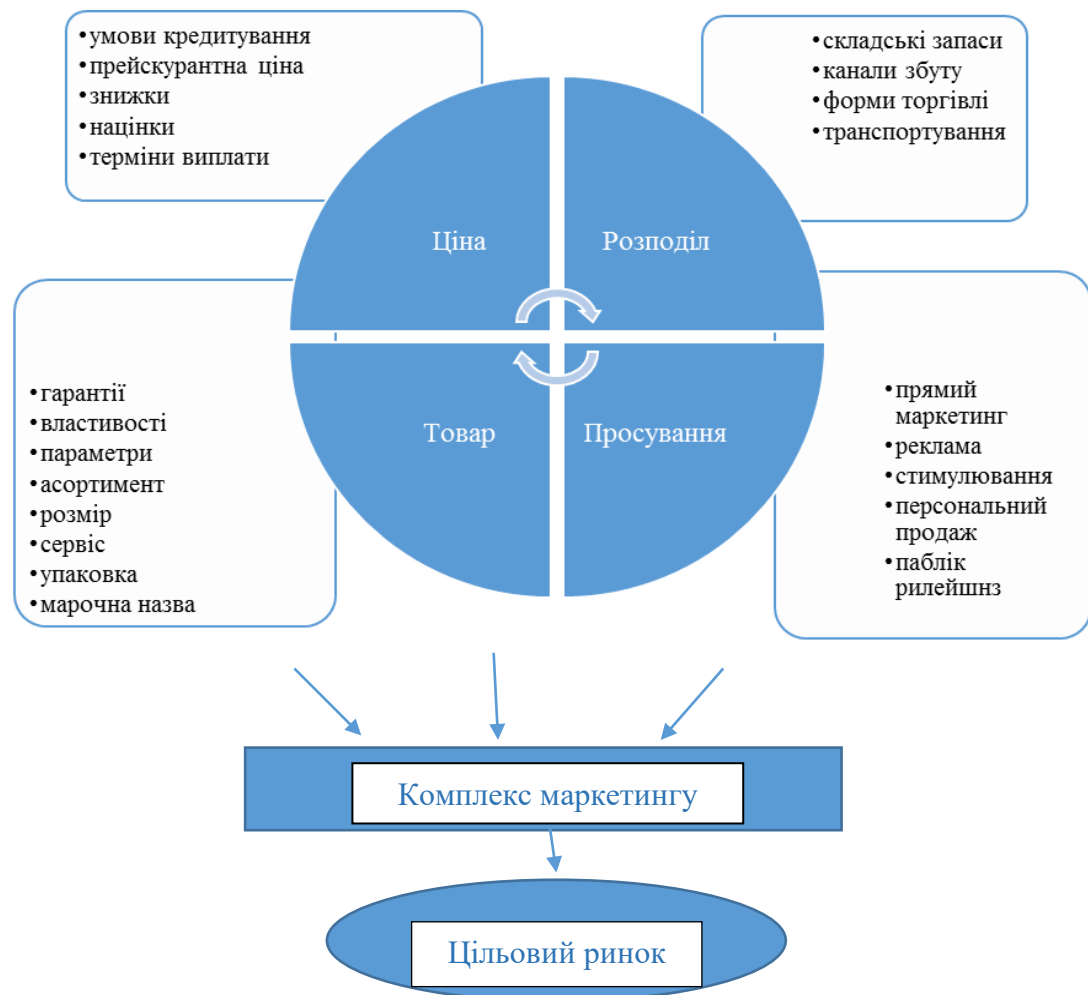 •умови кредитування
•прейскурантна ціна
•знижки
•націнки
•терміни виплати
•складські запаси
•канали збуту
•форми торгівлі
•транспортування
Ціна
Розподіл
Товар
Просування
•гарантії
•властивості
•параметри
•асортимент
•розмір
•сервіс
•упаковка
•марочна назва
•прямий
маркетинг
•реклама
•стимулювання
•персональний
продаж
•паблік
рилейшнз
Комплекс маркетингу
Цільовий ринок